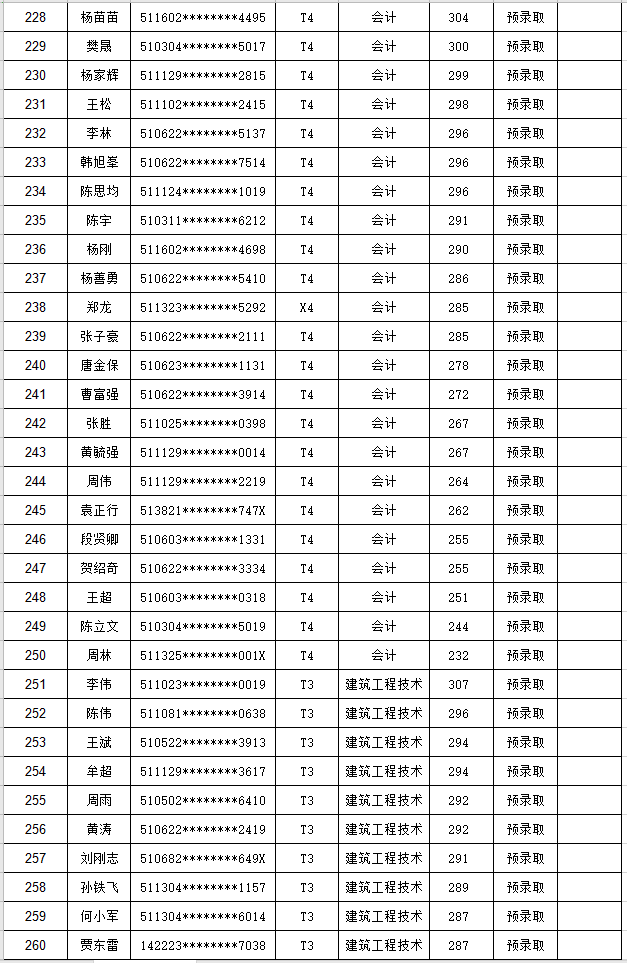 228 杨苗苗 511602********4495 T4 会计 304 预录取
229 樊晟 510304********5017 T4 会计 300 预录取
230 杨家辉 511129********2815 T4 会计 299 预录取
231 王松 511102********2415 T4 会计 298 预录取
232 李林 510622********5137 T4 会计 296 预录取
233 韩旭峯 510622********7514 T4 会计 296 预录取
234 陈思均 511124********1019 T4 会计 296 预录取
235 陈宇 510311********6212 T4 会计 291 预录取
236 杨刚 511602********4698 T4 会计 290 预录取
237 杨善勇 510622********5410 T4 会计 286 预录取
238 郑龙 511323********5292 X4 会计 285 预录取
239 张子豪 510622********2111 T4 会计 285 预录取
240 唐金保 510623********1131 T4 会计 278 预录取
241 曹富强 510622********3914 T4 会计 272 预录取
242 张胜 511025********0398 T4 会计 267 预录取
243 黄毓强 511129********0014 T4 会计 267 预录取
244 周伟 511129********2219 T4 会计 264 预录取
245 袁正行 513821********747X T4 会计 262 预录取
246 段贤卿 510603********1331 T4 会计 255 预录取
247 贺绍奇 510622********3334 T4 会计 255 预录取
248 王超 510603********0318 T4 会计 251 预录取
249 陈立文 510304********5019 T4 会计 244 预录取
250 周林 511325********001X T4 会计 232 预录取
251 李伟 511023********0019 T3 建筑工程技术 307 预录取
252 陈伟 511081********0638 T3 建筑工程技术 296 预录取
253 王斌 510522********3913 T3 建筑工程技术 294 预录取
254 牟超 511129********3617 T3 建筑工程技术 294 预录取
255 周雨 510502********6410 T3 建筑工程技术 292 预录取
256 黄涛 510622********2419 T3 建筑工程技术 292 预录取
257 刘刚志 510682********649X T3 建筑工程技术 291 预录取
258 孙铁飞 511304********1157 T3 建筑工程技术 289 预录取
259 何小军 511304********6014 T3 建筑工程技术 287 预录取
260 贾东雷 142223********7038 T3 建筑工程技术 287 预录取